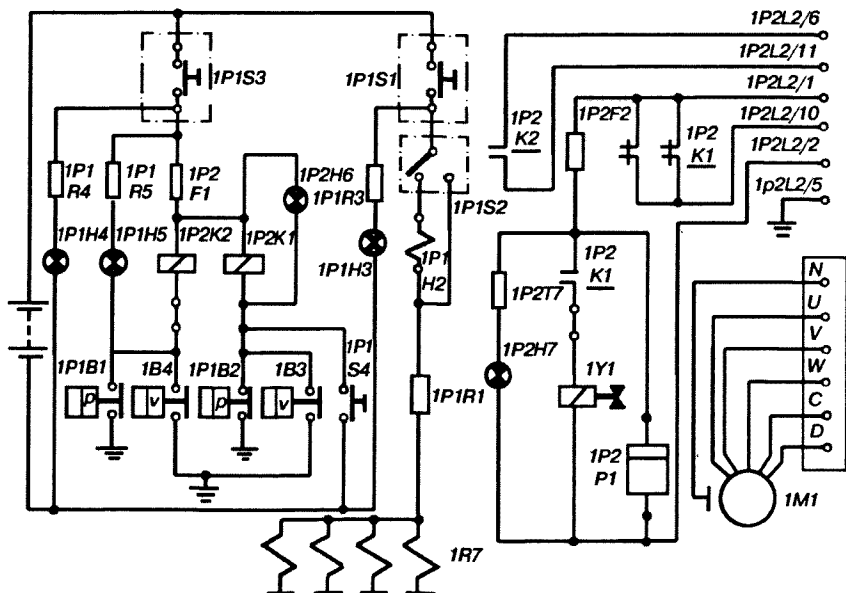 1P1S3
1P1S1
1P2L2/6
1P2L2/11
1P2L2/1
1P2L2/10
1P2L2/2
1p2L2/5
1P2F2
1P2
K2
1P2
K1
1P1
R4
1P1
R5
1P2
F1
1P2H6
1P1R3
1P1S2
1P1H4
1P1H5
1P2K2
1P2K1
1P1H3
1P1
H2
1P2
K1
1P2T7
1P2H7
1Y1
1P2
P1
N
U
V
W
C
D
1M1
1P1B1
1B4
1P1B2
1B3
1P1
S4
p
v
p
v
1P1R1
1R7